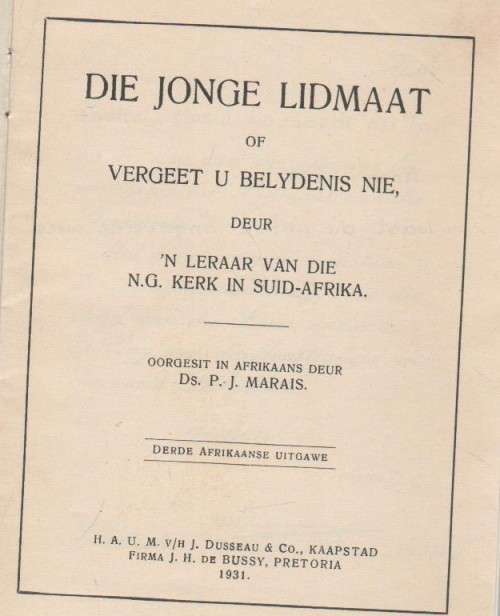 DIE JONGE LIDMAAT
OF
VERGEET U BELYDENIS NIE,
DEUR
'N LERAAR VAN DIE
N.G. KERK IN SUID-AFRIKA.
OORGESIT IN AFRIKAANS DEUR
Ds. P. J. MARAIS.
DERDE AFRIKAANSE UITGAWE
H. A. U. M. V/H J. DUSSEAU & CO., KAAPSTAD
FIRMA J. H. DE BUSSY, PRETORIA
1931.